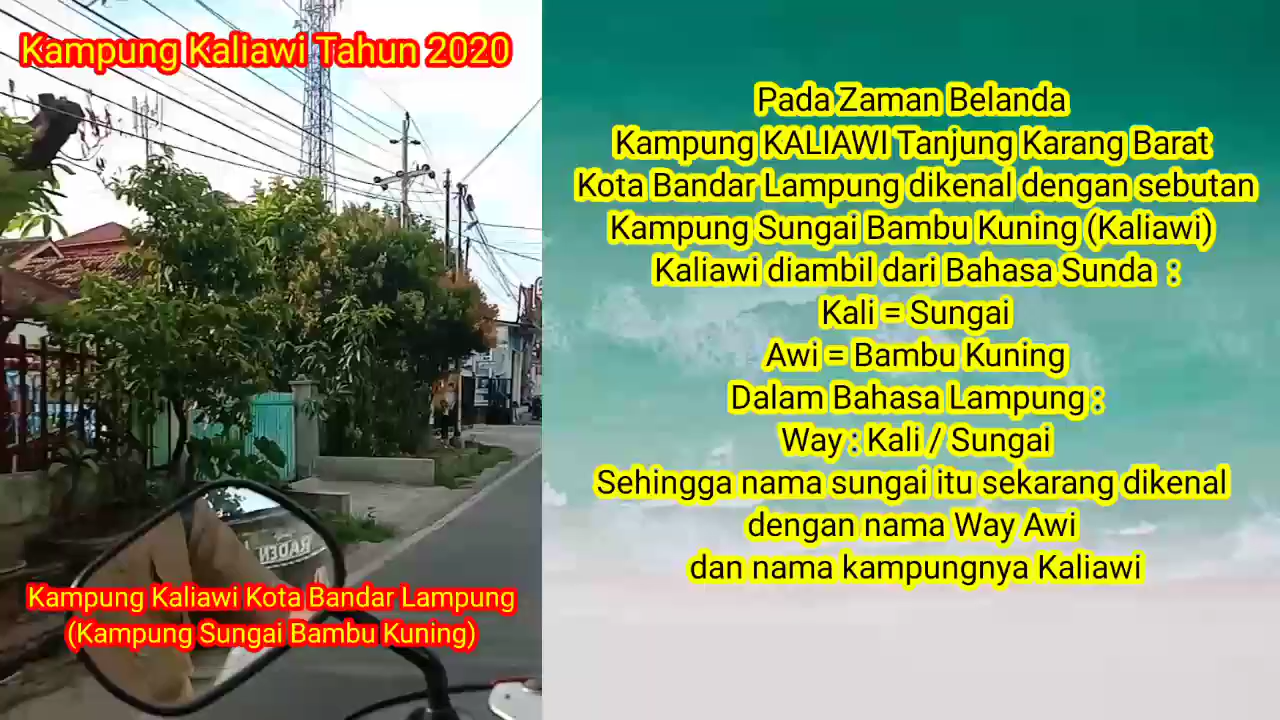 Kampung Kaliawi Tahun 2020
RADEN
Kampung Kaliawi Kota Bandar Lampung
(Kampung Sungai Bambu Kuning)
Pada Zaman Belanda
Kampung KALIAWI Tanjung Karang Barat
Kota Bandar Lampung dikenal dengan sebutan
Kampung Sungai Bambu Kuning (Kaliawi)
Kaliawi diambil dari Bahasa Sunda :
Kali = Sungai
Awi = Bambu Kuning
Dalam Bahasa Lampung :
Way : Kali / Sungai
Sehingga nama sungai itu sekarang dikenal
dengan nama Way Awi
dan nama kampungnya Kaliawi